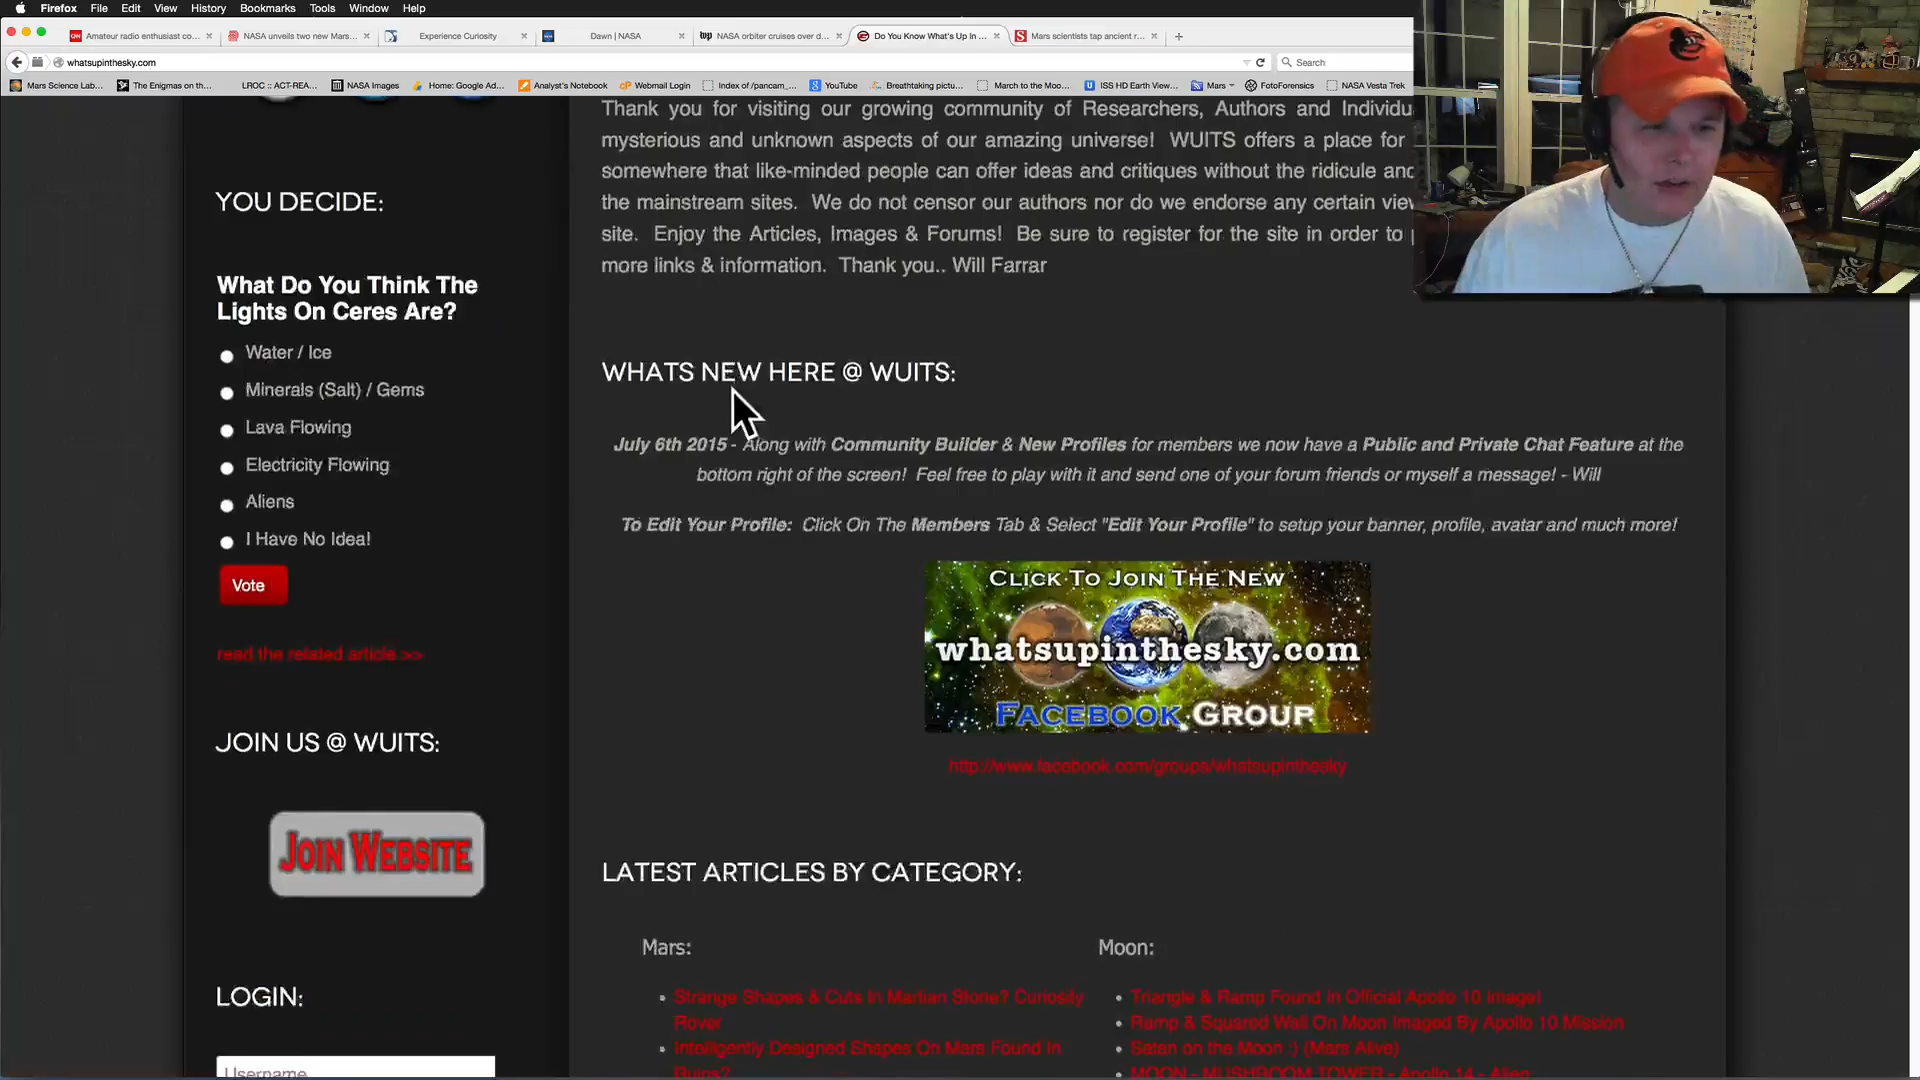 Firefox File Edit View History Bookmarks Tools Window Help
Amateur radio enthusiast co... NASA unveils two new Mars... Experience Curiosity Dawn | NASA NASA orbiter cruises over d... Do You Know What's Up In ... Mars scientists tap ancient r...
whatsupinthesky.com Search
Mars Science Lab... The Enigmas on th... LROC :: ACT-REA... NASA Images Home: Google Ad... Analyst's Notebook Webmail Login Index of /pancam_... YouTube Breathtaking pictu... March to the Moo... ISS HD Earth View... Mars FotoForensics NASA Vesta Trek
Thank you for visiting our growing community of Researchers, Authors and Individu
mysterious and unknown aspects of our amazing universe! WUITS offers a place for
somewhere that like-minded people can offer ideas and critiques without the ridicule and
the mainstream sites. We do not censor our authors nor do we endorse any certain view
site. Enjoy the Articles, Images & Forums! Be sure to register for the site in order to
more links & information. Thank you.. Will Farrar
YOU DECIDE:
What Do You Think The
Lights On Ceres Are?
Water / Ice
Minerals (Salt) / Gems
Lava Flowing
Electricity Flowing
Aliens
I Have No Idea!
Vote
read the related article >>
JOIN US @ WUITS:
Join Website
LOGIN:
Username
WHATS NEW HERE @ WUITS:
July 6th 2015 - Along with Community Builder & New Profiles for members we now have a Public and Private Chat Feature at the
bottom right of the screen! Feel free to play with it and send one of your forum friends or myself a message! - Will
To Edit Your Profile: Click On The Members Tab & Select "Edit Your Profile" to setup your banner, profile, avatar and much more!
Click To Join The New
whatsupinthesky.com
Facebook Group
http://www.facebook.com/groups/whatsupinthesky
LATEST ARTICLES BY CATEGORY:
Mars:
Strange Shapes & Cuts In Martian Stone? Curiosity
Rover
Intelligently Designed Shapes On Mars Found In
Ruins?
Moon:
Triangle & Ramp Found In Official Apollo 10 Image!
Ramp & Squared Wall On Moon Imaged By Apollo 10 Mission
Satan on the Moon :) (Mars Alive)
MOON - MUSHROOM TOWER - Apollo 14 - Alien